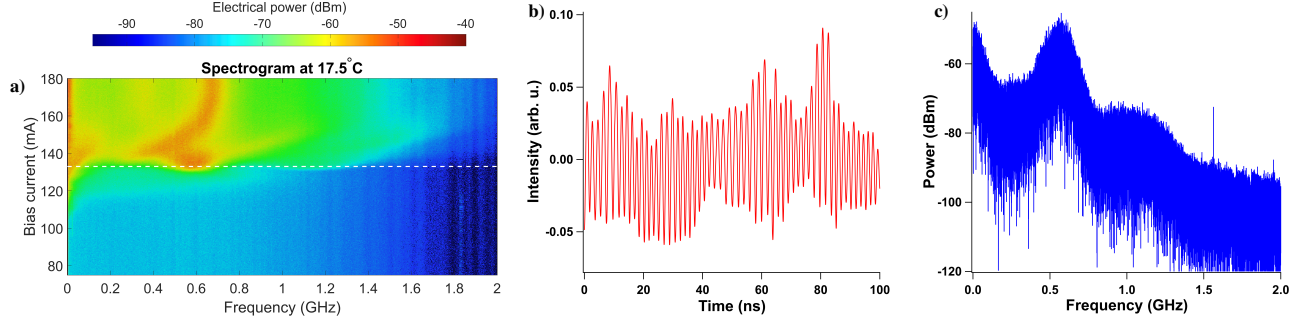 Electrical power (dBm)
-90 -80 -70 -60 -50 -40
a)
Spectrogram at 17.5°C
Bias current (mA)
180
160
140
120
100
80
0 0.2 0.4 0.6 0.8 1 1.2 1.4 1.6 1.8 2
Frequency (GHz)
b)
Intensity (arb. u.)
0.10
0.05
0.00
-0.05
0 20 40 60 80 100
Time (ns)
c)
Power (dBm)
-60
-80
-100
-120
0.0 0.5 1.0 1.5 2.0
Frequency (GHz)